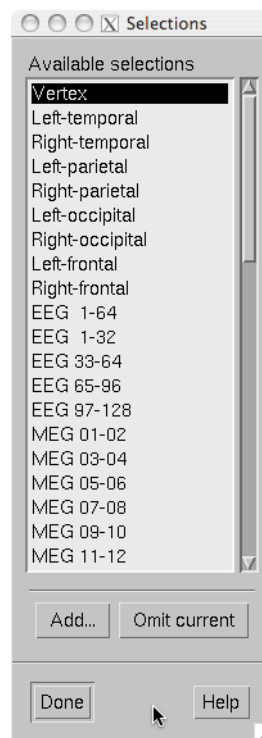 Selections
Available selections
Vertex
Left-temporal
Right-temporal
Left-parietal
Right-parietal
Left-occipital
Right-occipital
Left-frontal
Right-frontal
EEG  1-64
EEG  1-32
EEG 33-64
EEG 65-96
EEG 97-128
MEG 01-02
MEG 03-04
MEG 05-06
MEG 07-08
MEG 09-10
MEG 11-12
Add... Omit current
Done Help